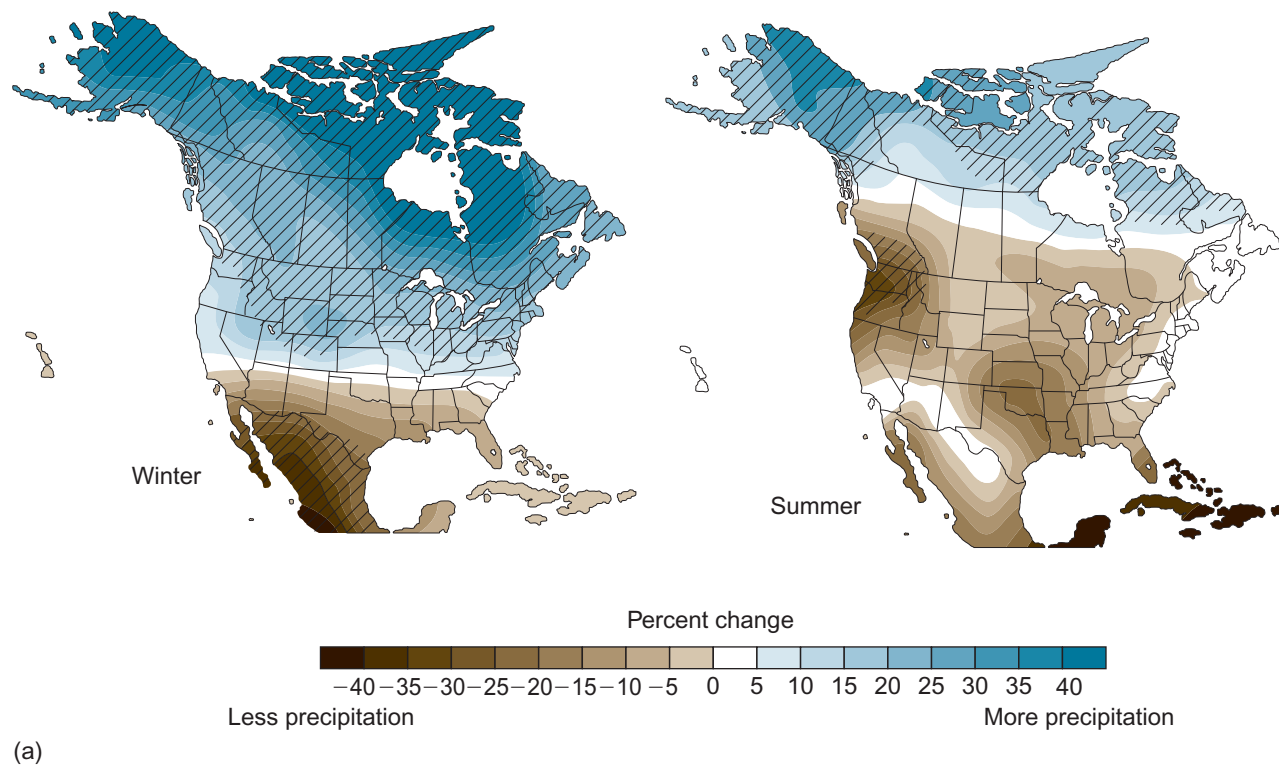 Winter
Summer
Percent change
−40 −35 −30 −25 −20 −15 −10 −5 0 5 10 15 20 25 30 35 40
Less precipitation More precipitation
(a)